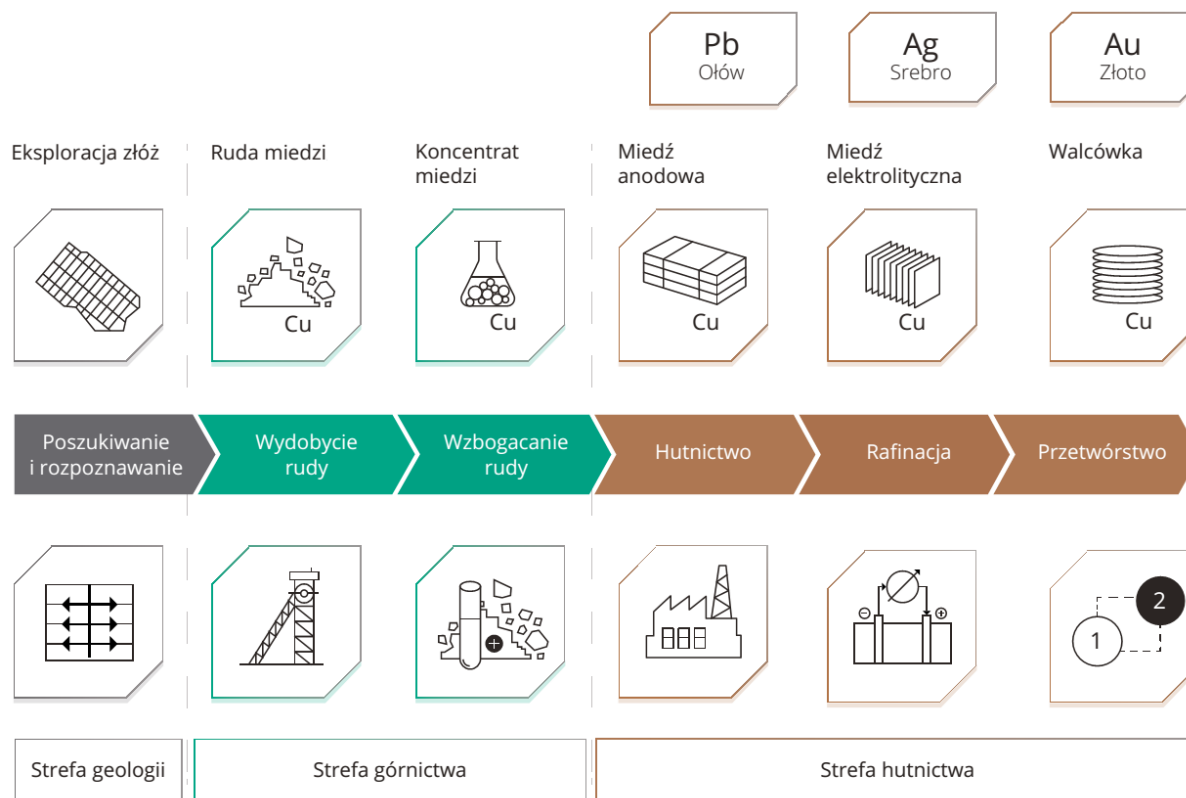 Pb
Ołów
Ag
Srebro
Au
Złoto
Eksploracja złóż
Ruda miedzi
Koncentrat
miedzi
Miedź
anodowa
Miedź
elektrolityczna
Walcówka
Cu
Cu
Cu
Cu
Cu
Poszukiwanie
i rozpoznawanie
Wydobycie
rudy
Wzbogacanie
rudy
Hutnictwo
Rafinacja
Przetwórstwo
+
−
+
1
2
Strefa geologii
Strefa górnictwa
Strefa hutnictwa